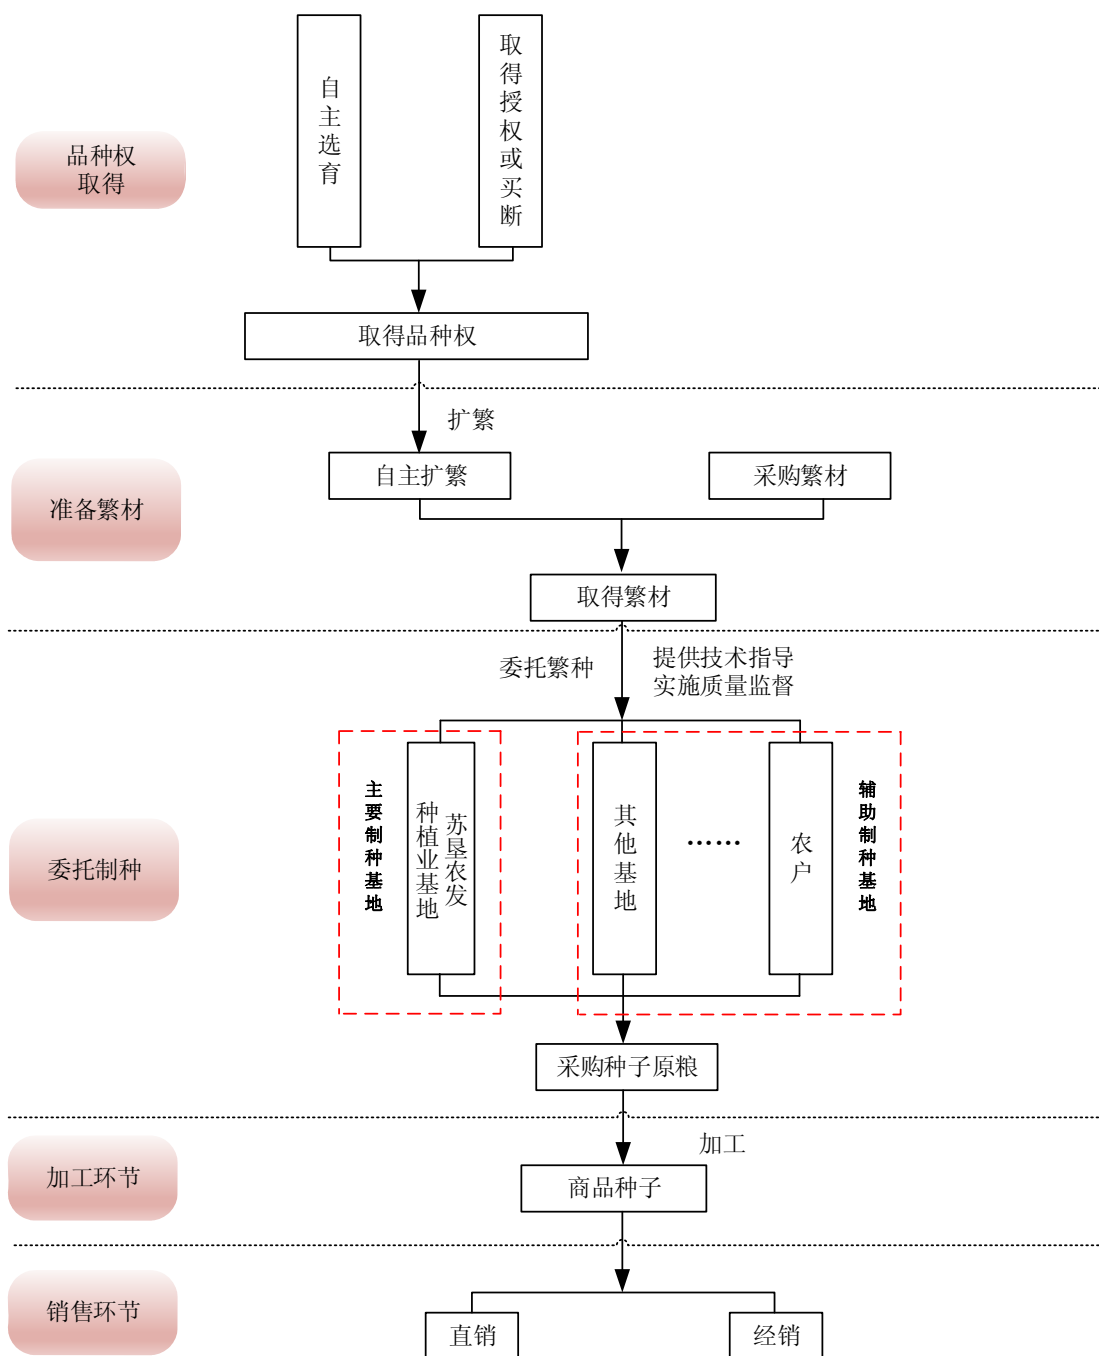 自主选育
取得授权或买断
品种权
取得
取得品种权
扩繁
自主扩繁
采购繁材
准备繁材
取得繁材
委托繁种
提供技术指导
实施质量监督
主要制种基地
苏垦农发
种植业基地
其他基地
……
农户
辅助制种基地
委托制种
采购种子原粮
加工
加工环节
商品种子
销售环节
直销
经销